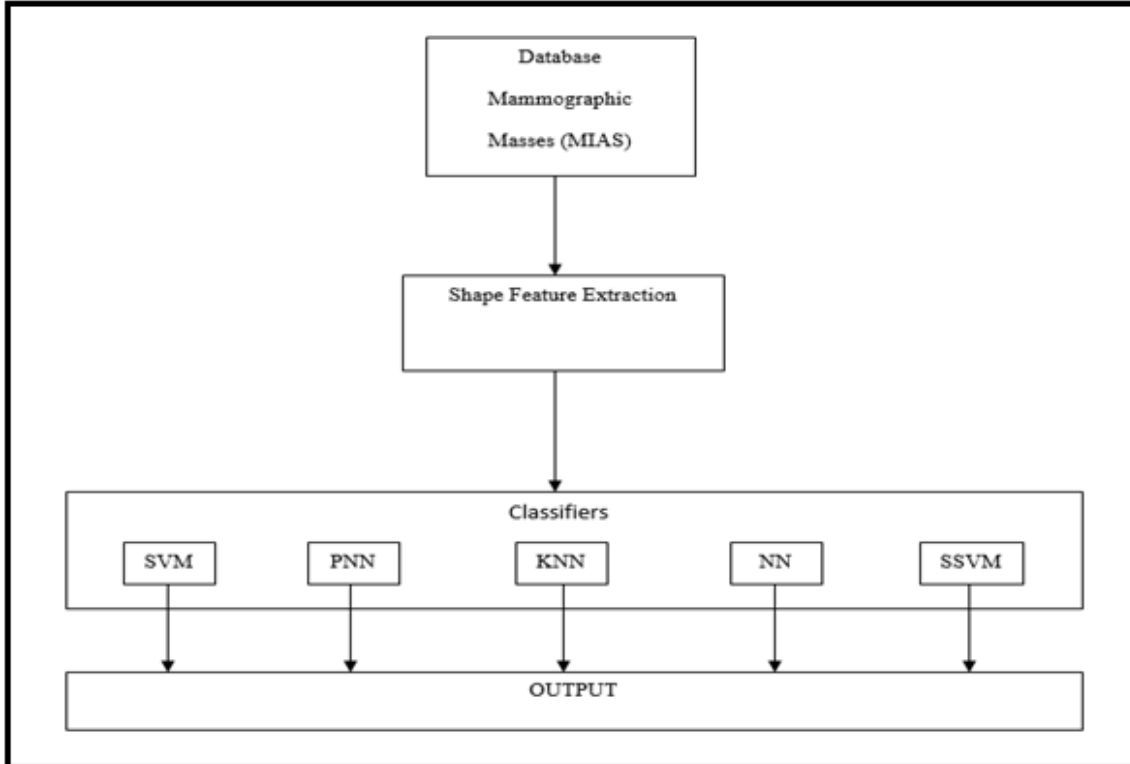 Database
Mammographic
Masses (MIAS)
Shape Feature Extraction
Classifiers
SVM
PNN
KNN
NN
SSVM
OUTPUT